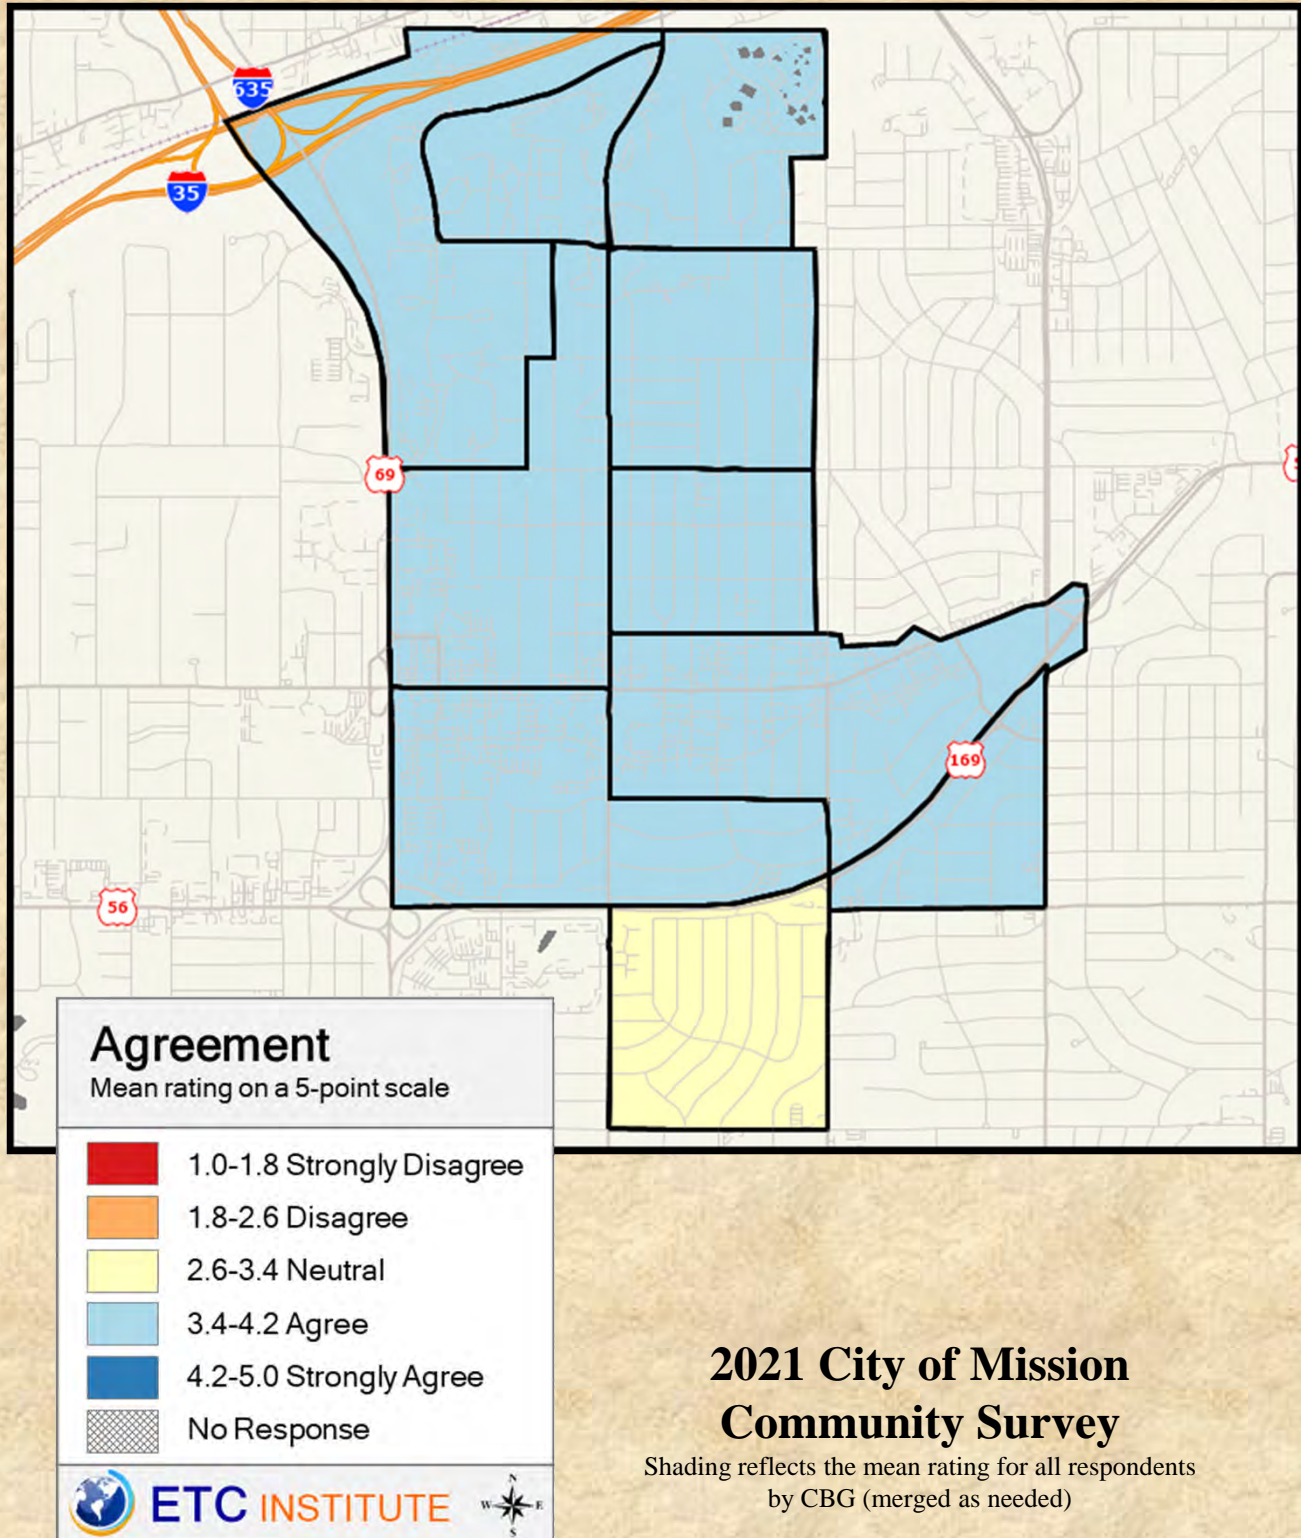 635
35
69
169
56
Agreement
Mean rating on a 5-point scale
1.0-1.8 Strongly Disagree
1.8-2.6 Disagree
2.6-3.4 Neutral
3.4-4.2 Agree
4.2-5.0 Strongly Agree
No Response
ETC INSTITUTE
N
W E
S
2021 City of Mission
Community Survey
Shading reflects the mean rating for all respondents
by CBG (merged as needed)